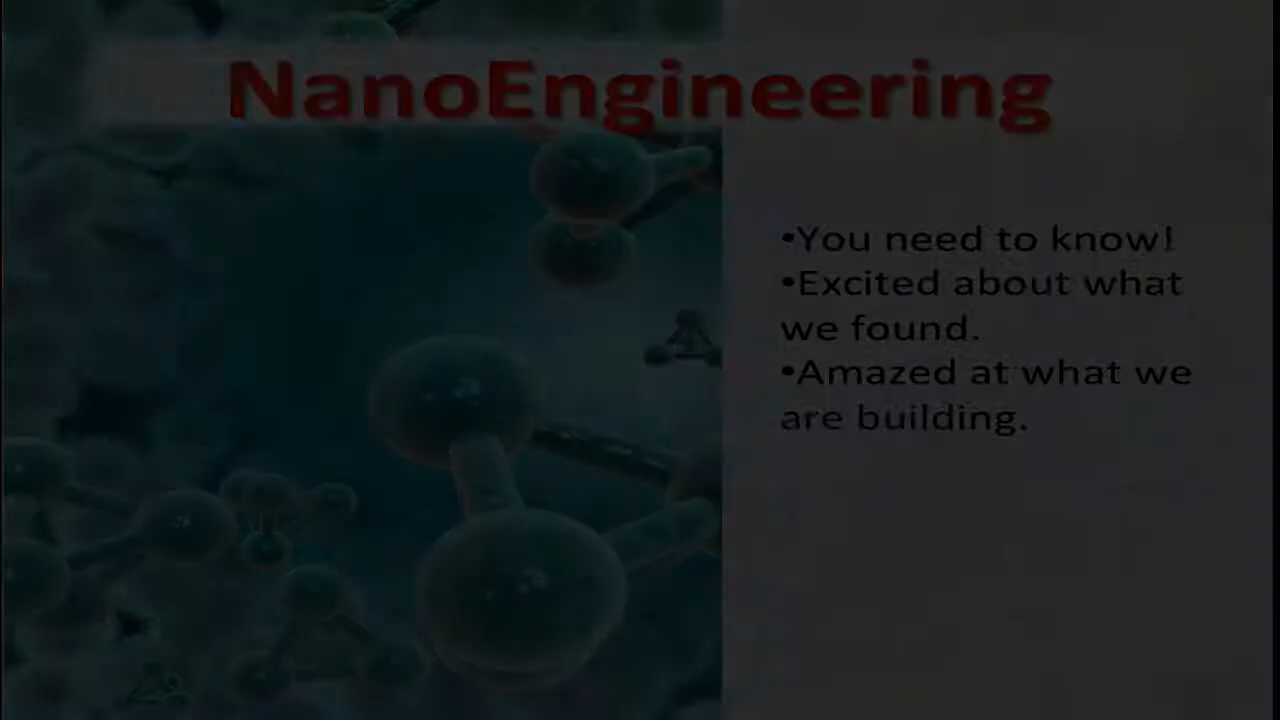 NanoEngineering
•You need to know!
•Excited about what
we found.
•Amazed at what we
are building.